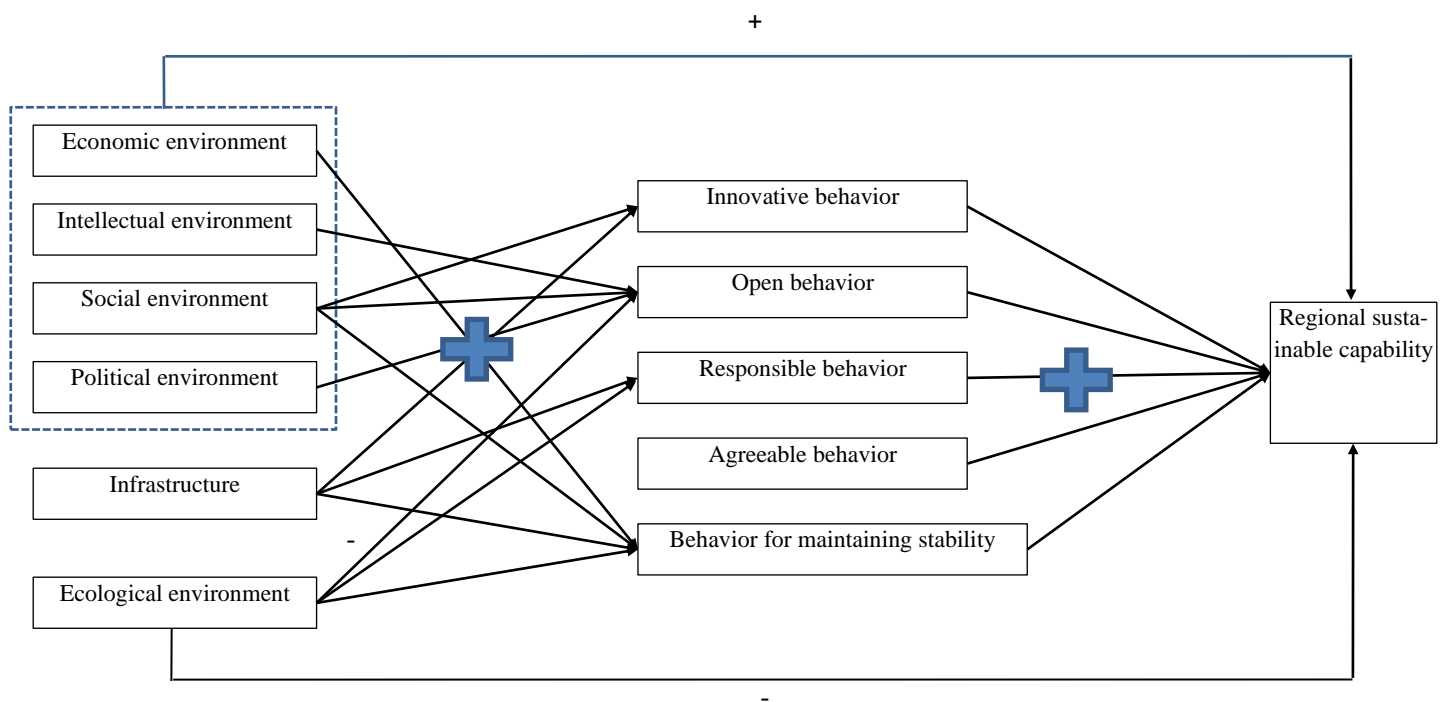 +
Economic environment
Intellectual environment
Social environment
Political environment
Infrastructure
-
Ecological environment
Innovative behavior
Open behavior
Responsible behavior
Agreeable behavior
Behavior for maintaining stability
Regional susta-
inable capability
-